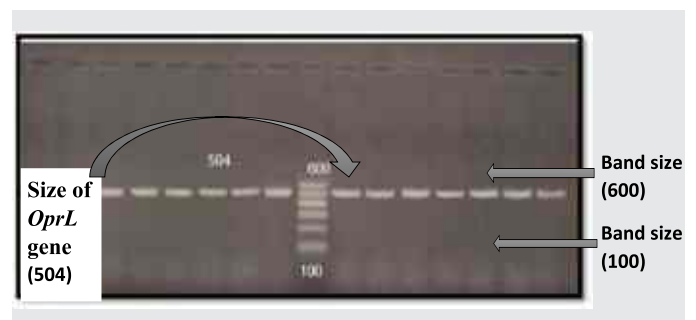 504
600
Size of
OprL
gene
(504)
100
Band size
(600)
Band size
(100)